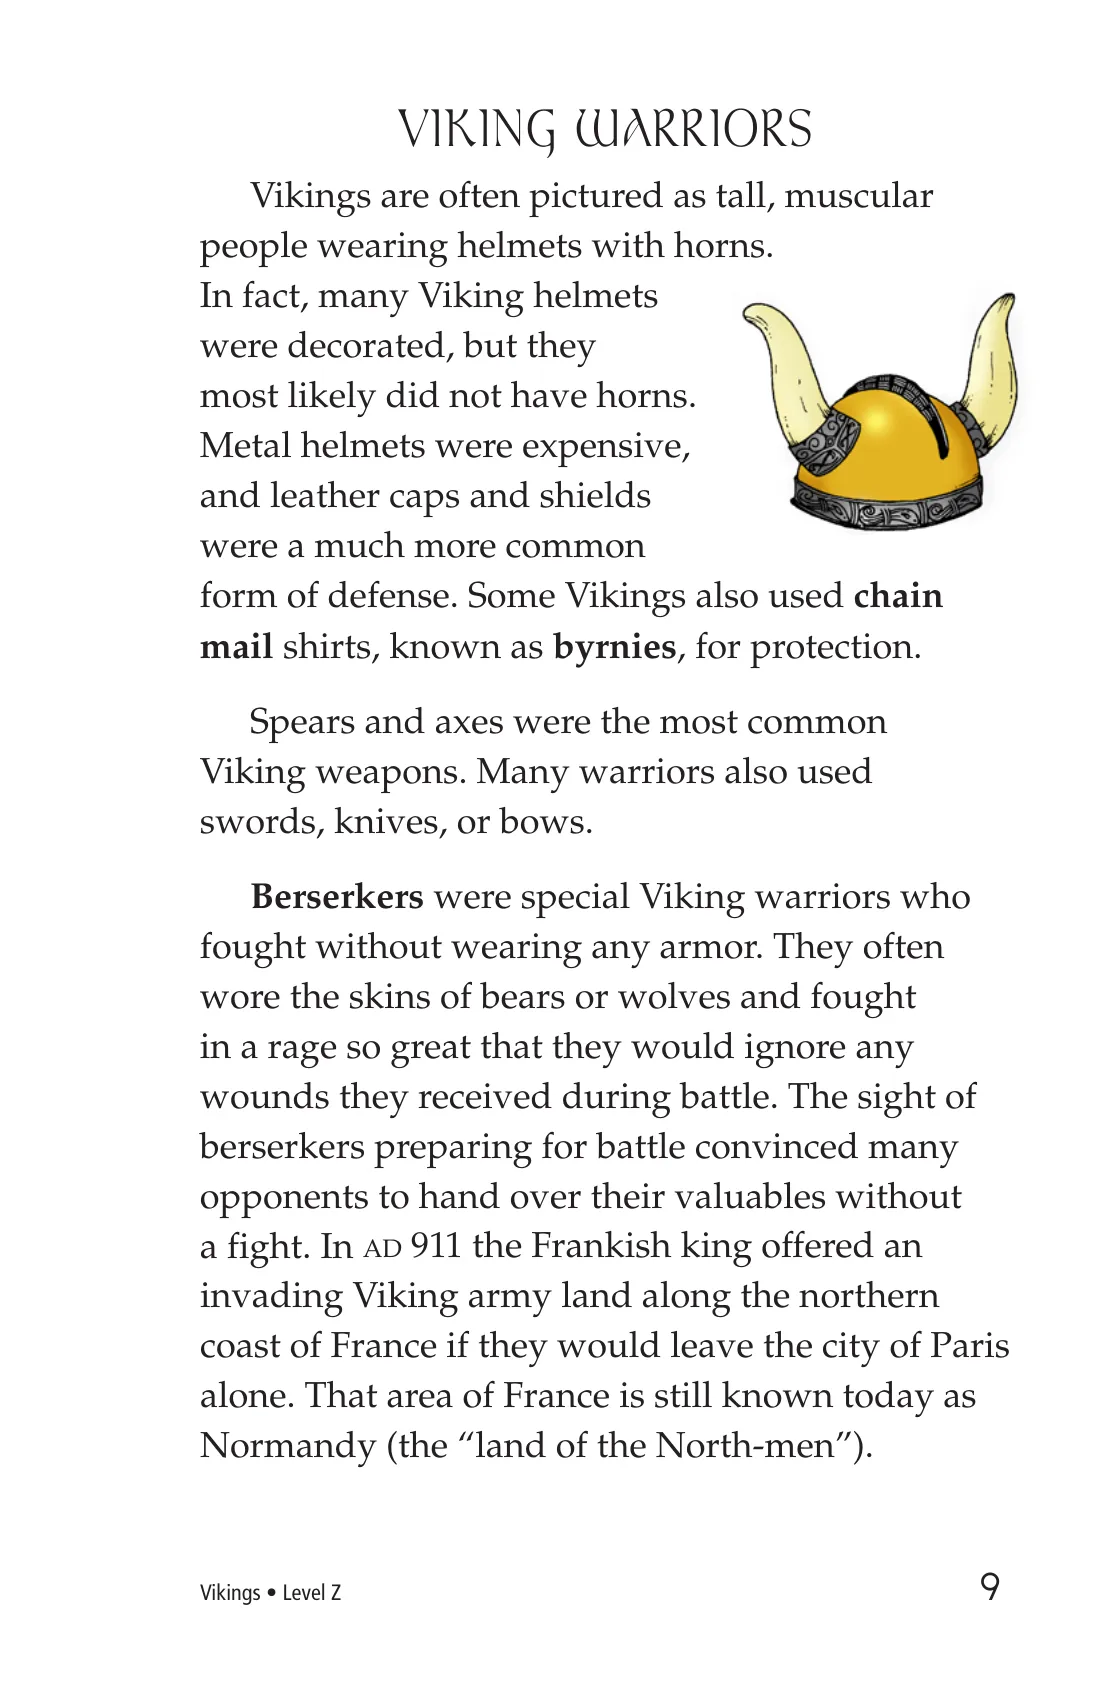 VIKING WARRIORS
Vikings are often pictured as tall, muscular
people wearing helmets with horns.
In fact, many Viking helmets
were decorated, but they
most likely did not have horns.
Metal helmets were expensive,
and leather caps and shields
were a much more common
form of defense. Some Vikings also used chain
mail shirts, known as byrnies, for protection.
Spears and axes were the most common
Viking weapons. Many warriors also used
swords, knives, or bows.
Berserkers were special Viking warriors who
fought without wearing any armor. They often
wore the skins of bears or wolves and fought
in a rage so great that they would ignore any
wounds they received during battle. The sight of
berserkers preparing for battle convinced many
opponents to hand over their valuables without
a fight. In AD 911 the Frankish king offered an
invading Viking army land along the northern
coast of France if they would leave the city of Paris
alone. That area of France is still known today as
Normandy (the “land of the North-men”).
Vikings • Level Z 9